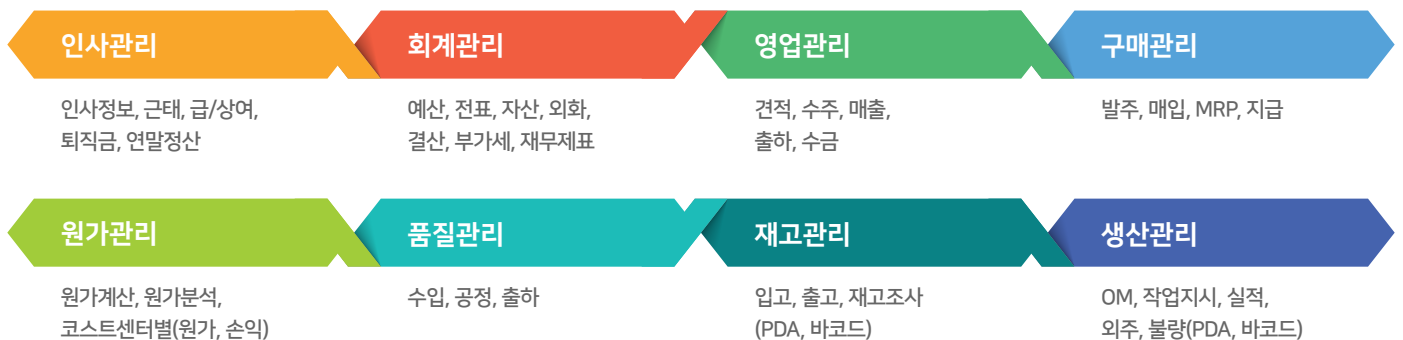 인사관리
회계관리
영업관리
구매관리
인사정보, 근태, 급/상여,
퇴직금, 연말정산
예산, 전표, 자산, 외화,
결산, 부가세, 재무제표
견적, 수주, 매출,
출하, 수금
발주, 매입, MRP, 지급
원가관리
품질관리
재고관리
생산관리
원가계산, 원가분석,
코스트센터별(원가, 손익)
수입, 공정, 출하
입고, 출고, 재고조사
(PDA, 바코드)
OM, 작업지시, 실적,
외주, 불량(PDA, 바코드)